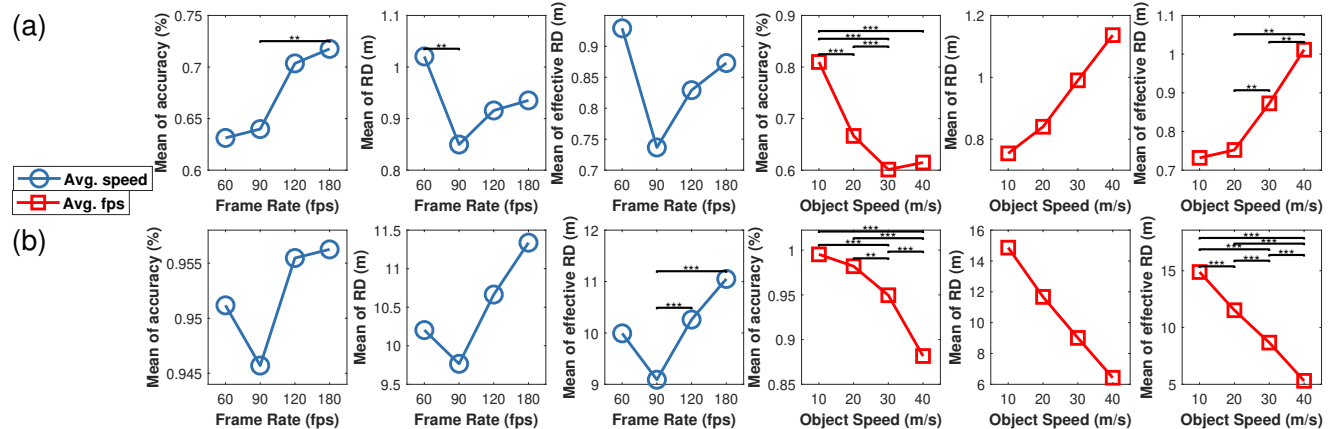 (a)
Mean of accuracy (%)
0.75
0.7
0.65
0.6
**
60 90 120 180
Frame Rate (fps)
Mean of RD (m)
1.1
1
0.9
0.8
**
60 90 120 180
Frame Rate (fps)
Mean of effective RD (m)
0.9
0.85
0.8
0.75
0.7
60 90 120 180
Frame Rate (fps)
Mean of accuracy (%)
0.9
0.8
0.7
0.6
***
***
***
***
10 20 30 40
Object Speed (m/s)
Mean of RD (m)
1.2
1
0.8
10 20 30 40
Object Speed (m/s)
Mean of effective RD (m)
1.1
1
0.9
0.8
0.7
**
**
**
10 20 30 40
Object Speed (m/s)
Avg. speed
Avg. fps
(b)
Mean of accuracy (%)
0.955
0.95
0.945
60 90 120 180
Frame Rate (fps)
Mean of RD (m)
11.5
11
10.5
10
9.5
60 90 120 180
Frame Rate (fps)
Mean of effective RD (m)
12
11
10
9
***
***
60 90 120 180
Frame Rate (fps)
Mean of accuracy (%)
1
0.95
0.9
0.85
***
***
***
**
***
10 20 30 40
Object Speed (m/s)
Mean of RD (m)
16
14
12
10
8
6
10 20 30 40
Object Speed (m/s)
Mean of effective RD (m)
15
10
5
***
***
***
***
***
***
10 20 30 40
Object Speed (m/s)